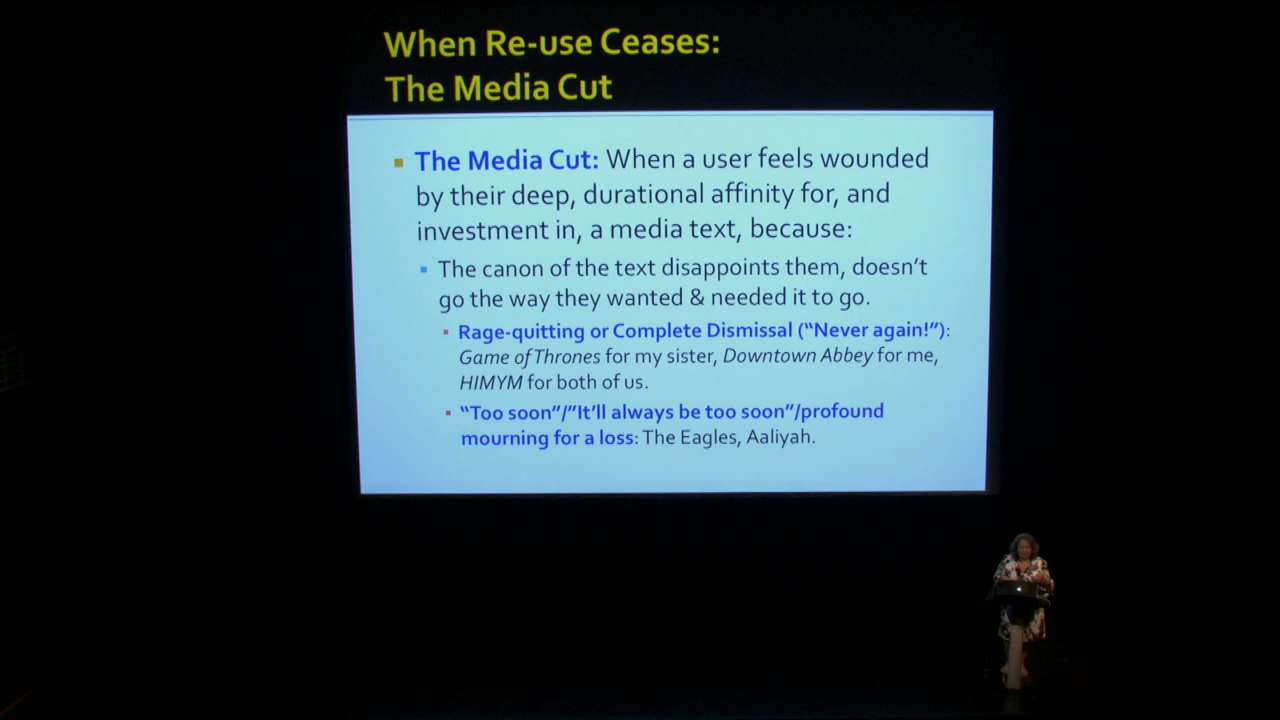 When Re-use Ceases:
The Media Cut
The Media Cut: When a user feels wounded
by their deep, durational affinity for, and
investment in, a media text, because:
The canon of the text disappoints them, doesn’t
go the way they wanted & needed it to go.
Rage-quitting or Complete Dismissal (“Never again!”):
Game of Thrones for my sister, Downtown Abbey for me,
HIMYM for both of us.
“Too soon”/”It’ll always be too soon”/profound
mourning for a loss: The Eagles, Aaliyah.